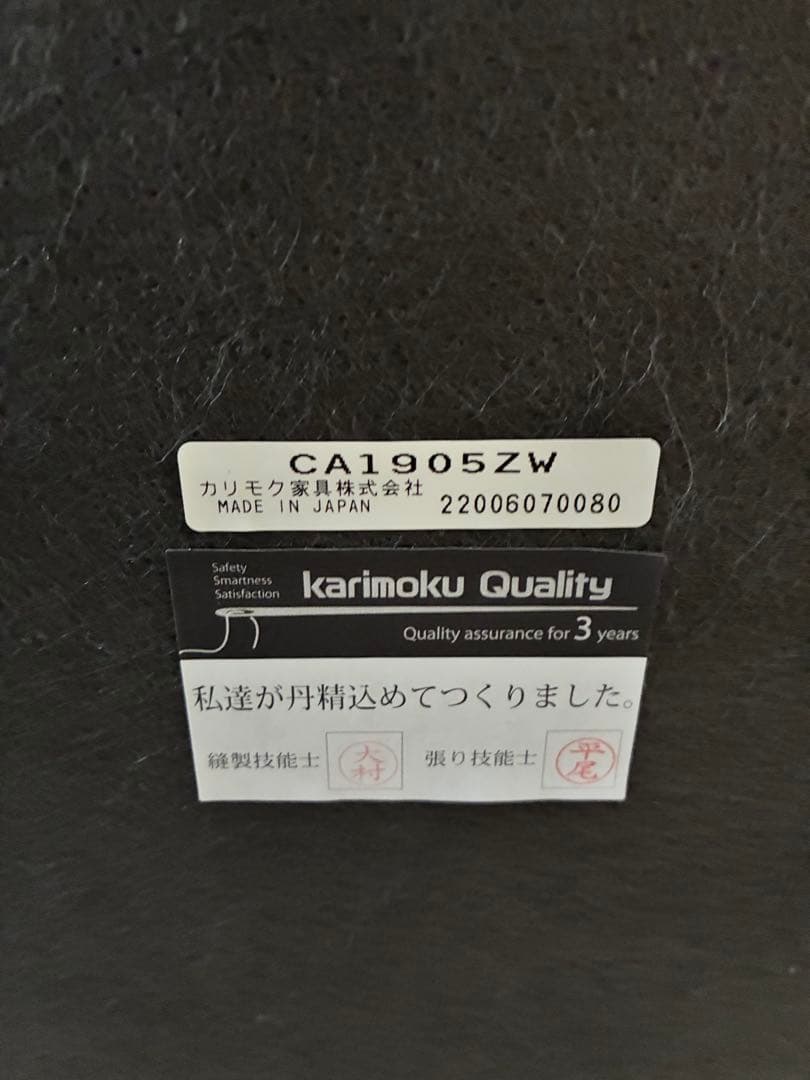 CA1905ZW
カリモク家具株式会社
MADE IN JAPAN 22006070080
Safety
Smartness
Satisfaction
karimoku Quality
Quality assurance for 3 years
私達が丹精込めてつくりました。
縫製技能士 大村 張り技能士 平尾